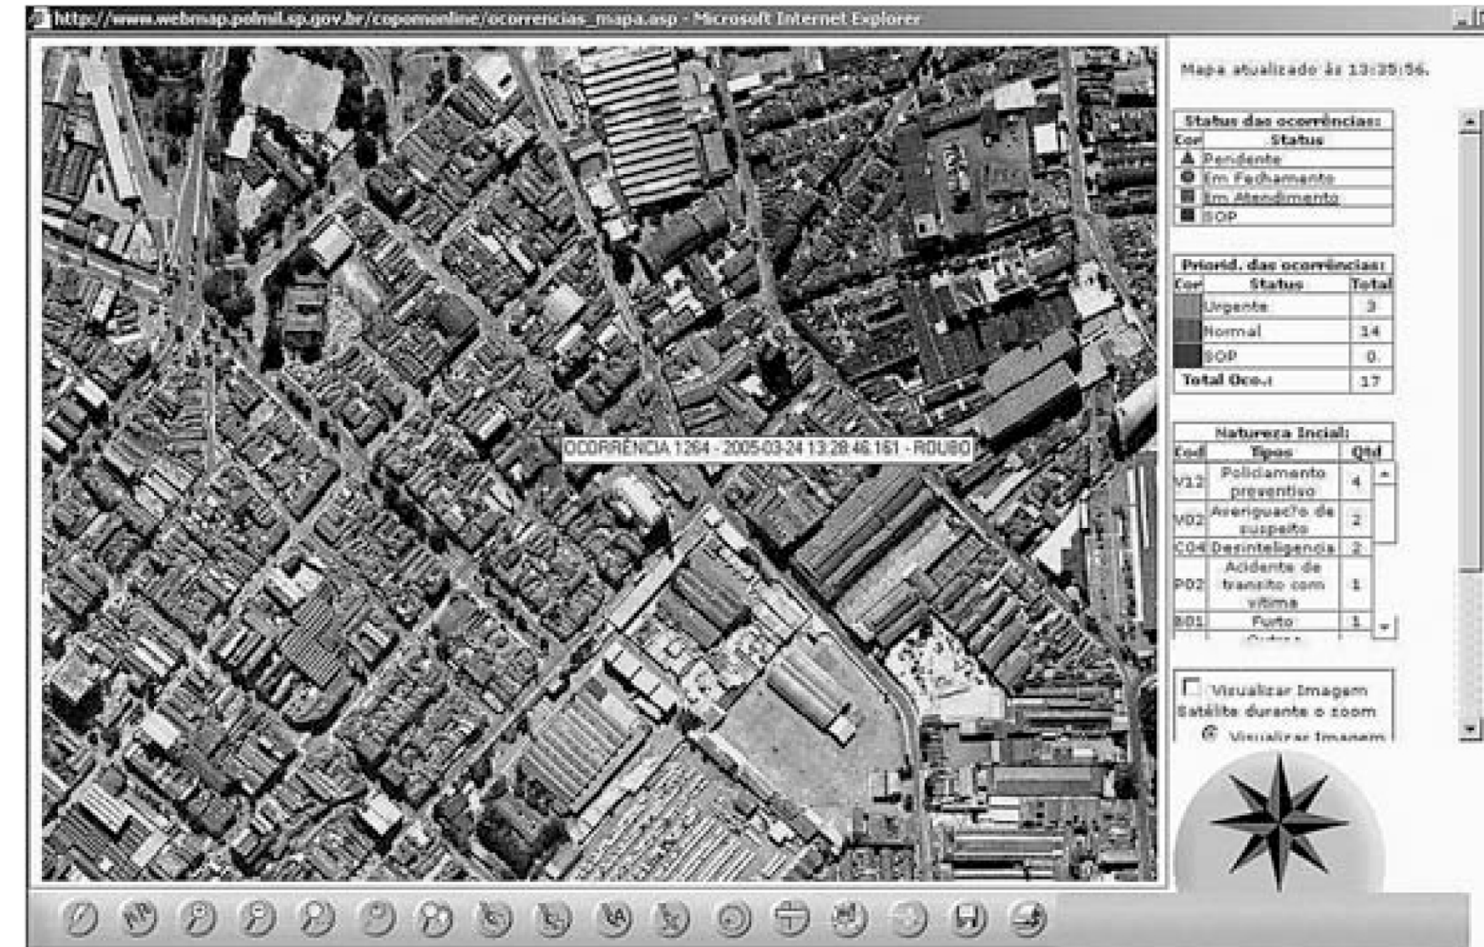 http://www.webmap.polmil.sp.gov.br/copomonline/ocorrencias_mapa.asp - Microsoft Internet Explorer
Mapa atualizado às 13:35:56.
Status das ocorrências:
Cor Status
Pendente
Em Fechamento
Em Atendimento
SOP
Priorid. das ocorrências:
Cor Status Total
Urgente 3
Normal 14
SOP 0
Total Oco.: 17
OCORRÊNCIA 1264 - 2005-03-24 13:28:46.161 - ROUBO
Natureza Incial:
Cod Tipos Qtd
V12 Policiamento preventivo 4
V02 Averiguac?o de suspeito 2
C04 Desinteligencia 2
P02 Acidente de transito com vitima 1
B01 Furto 1
Visualizar Imagem
Satélite durante o zoom
Visualizar Imagem